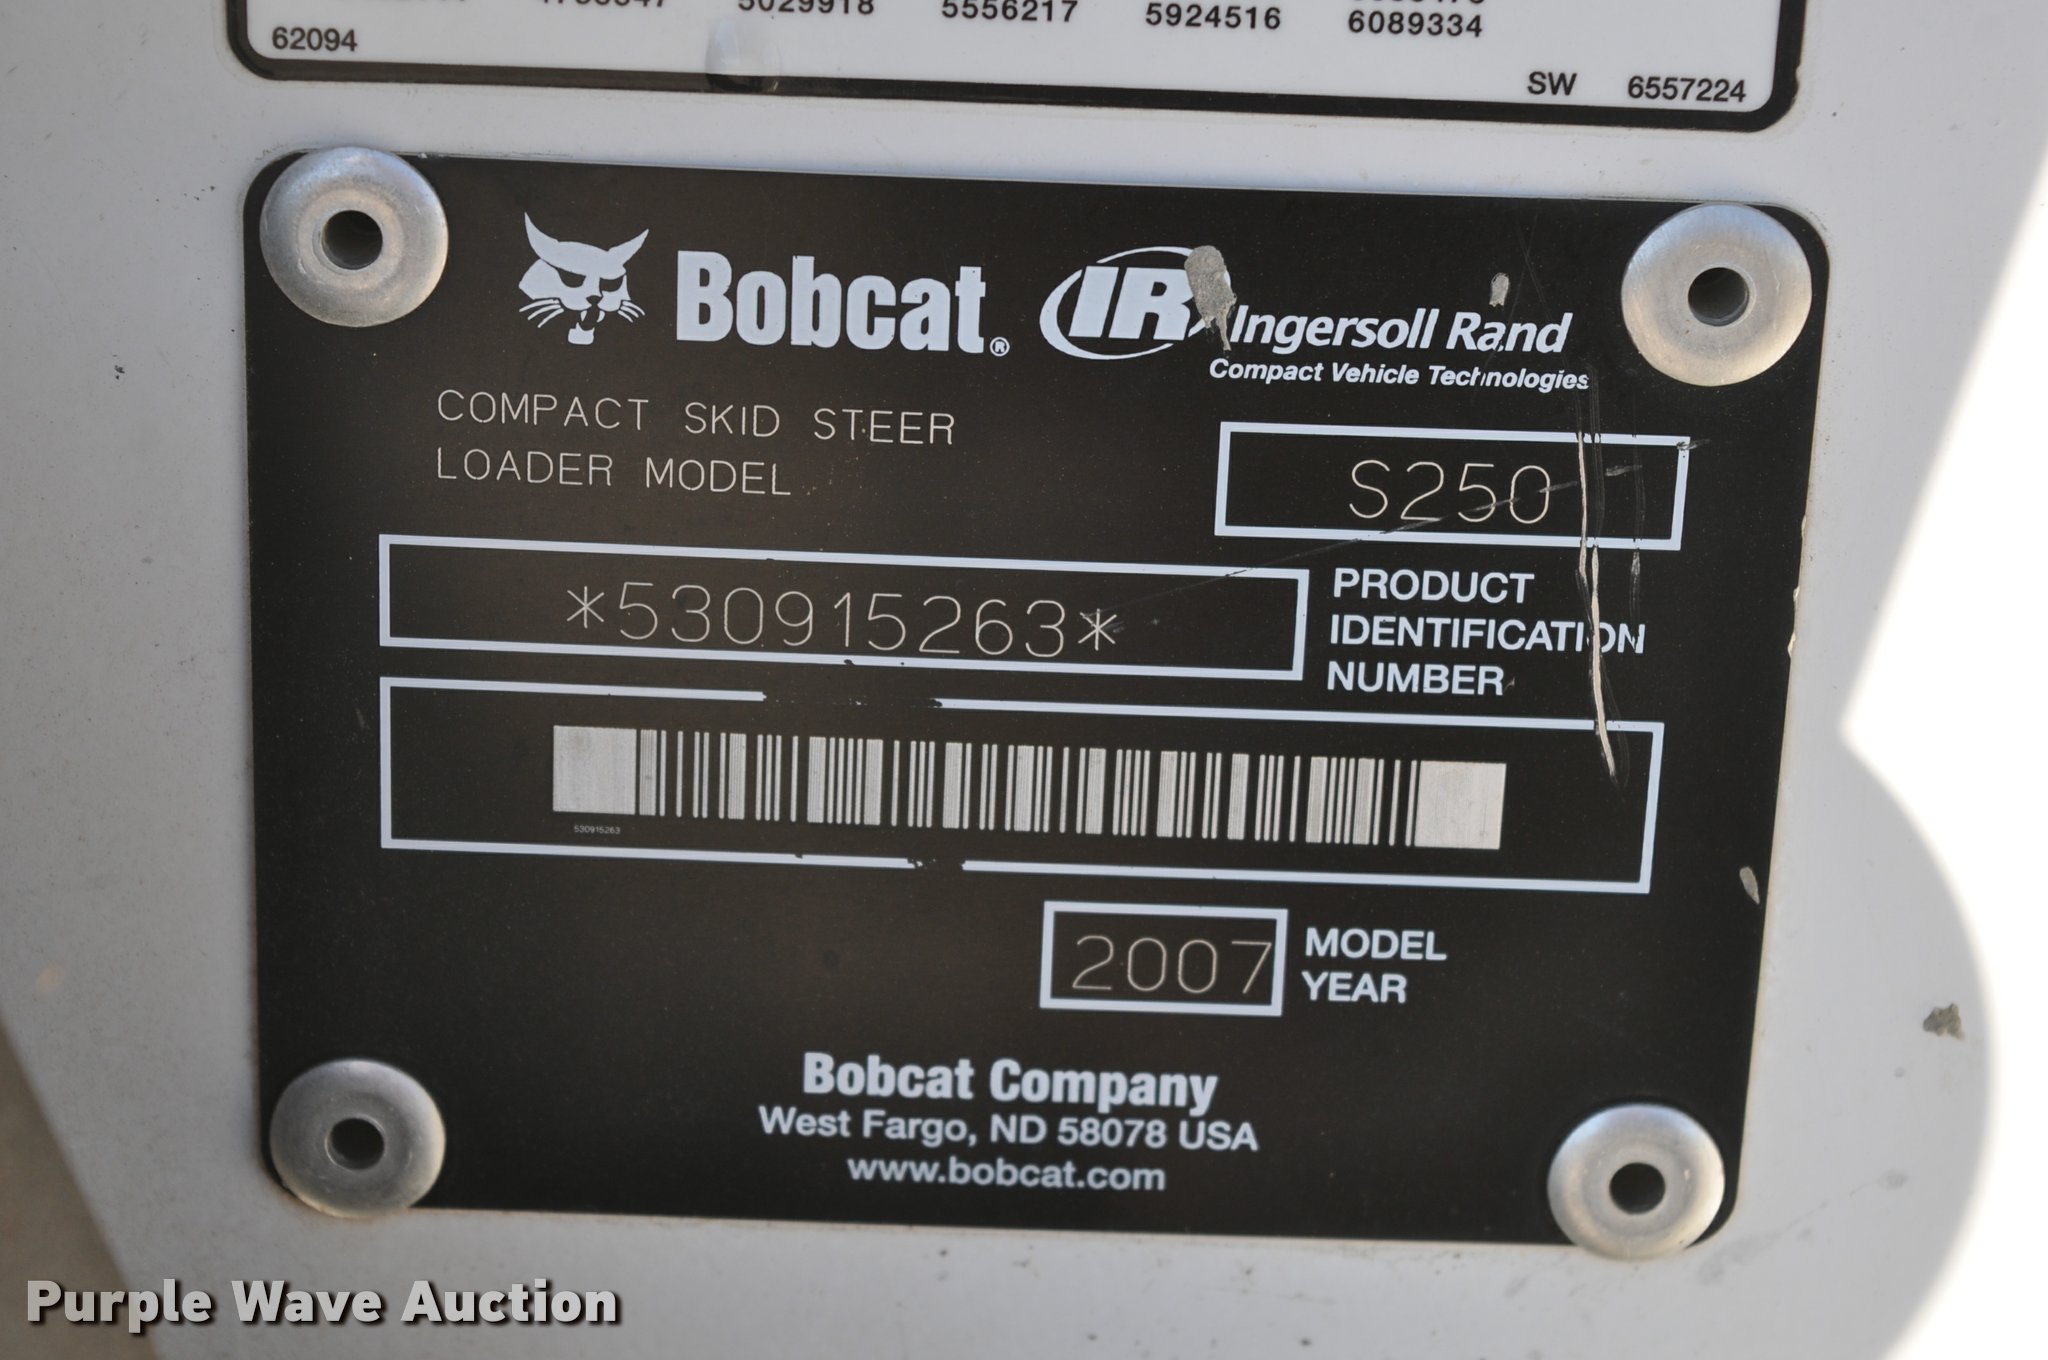 5029918 5556217 5924516 6089334
62094
SW 6557224
Bobcat® IR Ingersoll Rand
Compact Vehicle Technologies
COMPACT SKID STEER
LOADER MODEL
S250
*530915263*
PRODUCT
IDENTIFICATION
NUMBER
530915263
2007
MODEL
YEAR
Bobcat Company
West Fargo, ND 58078 USA
www.bobcat.com
Purple Wave Auction